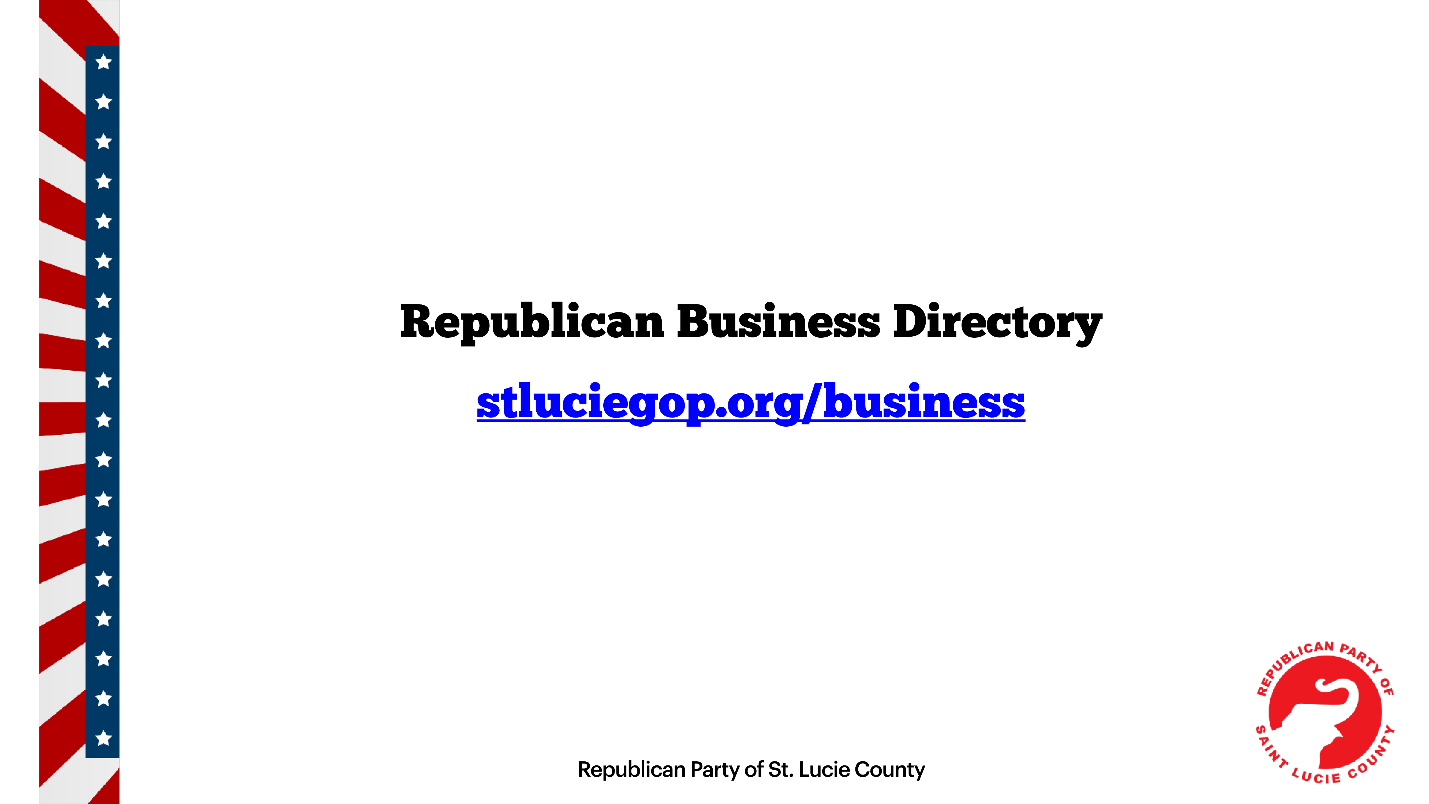 Republican Business Directory
stluciegop.org/business
REPUBLICAN PARTY OF
SAINT LUCIE COUNTY
Republican Party of St. Lucie County